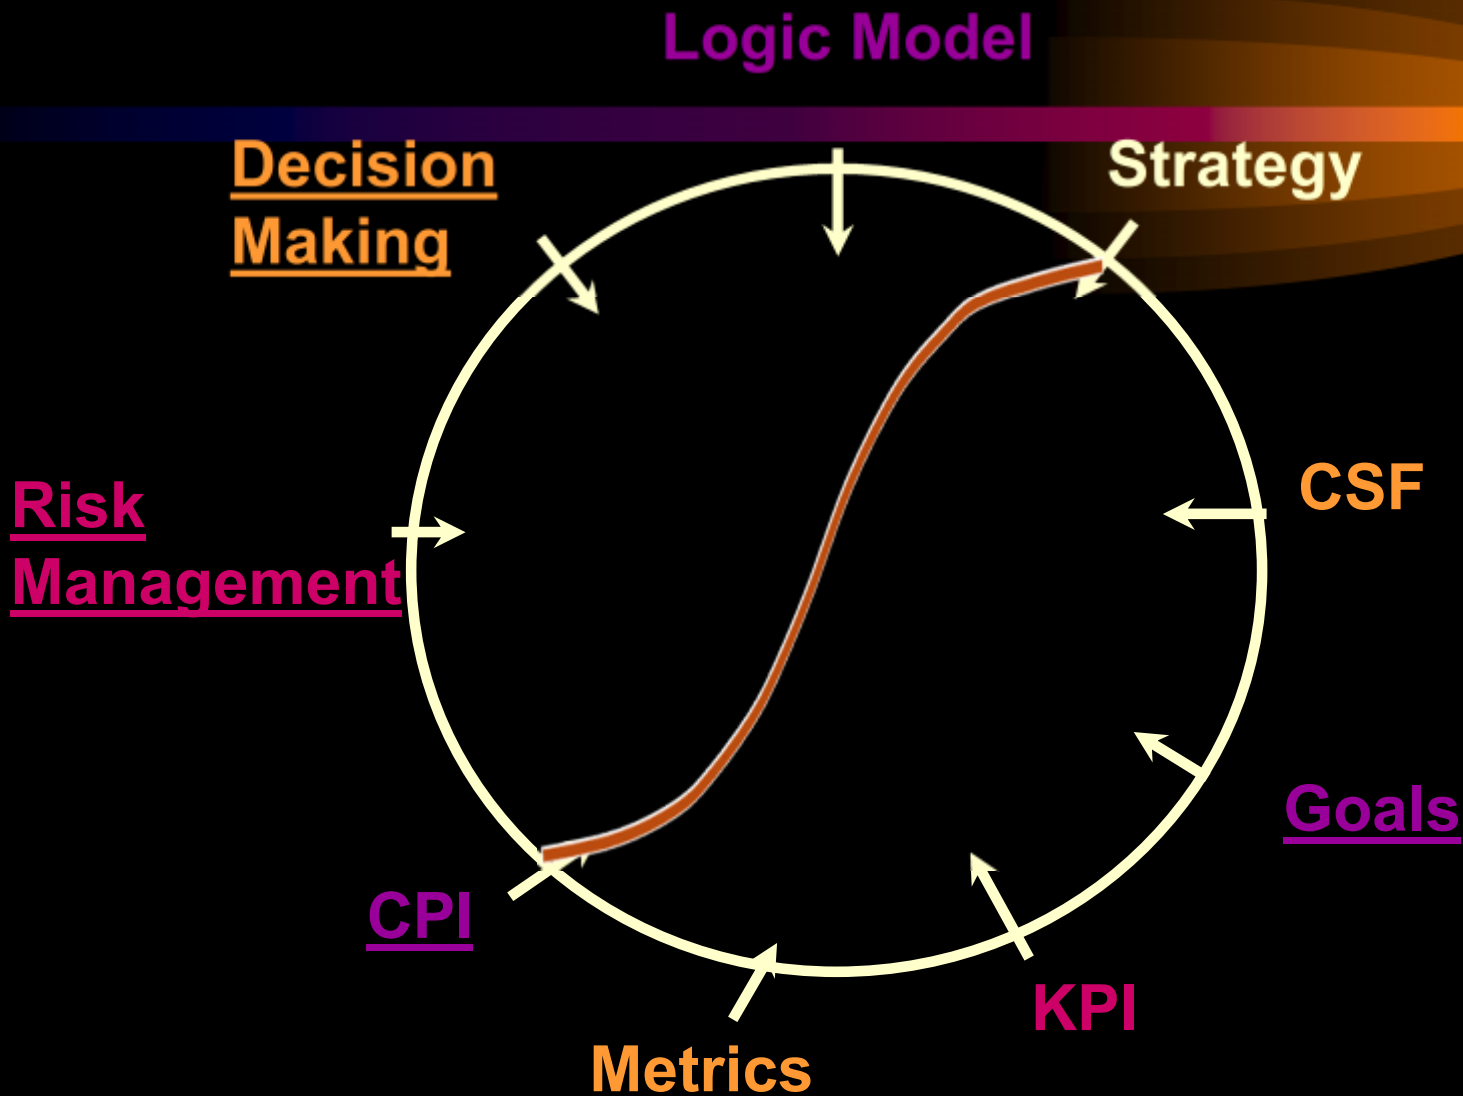 Logic Model
Decision
Making
Strategy
Risk
Management
CSF
Goals
CPI
KPI
Metrics